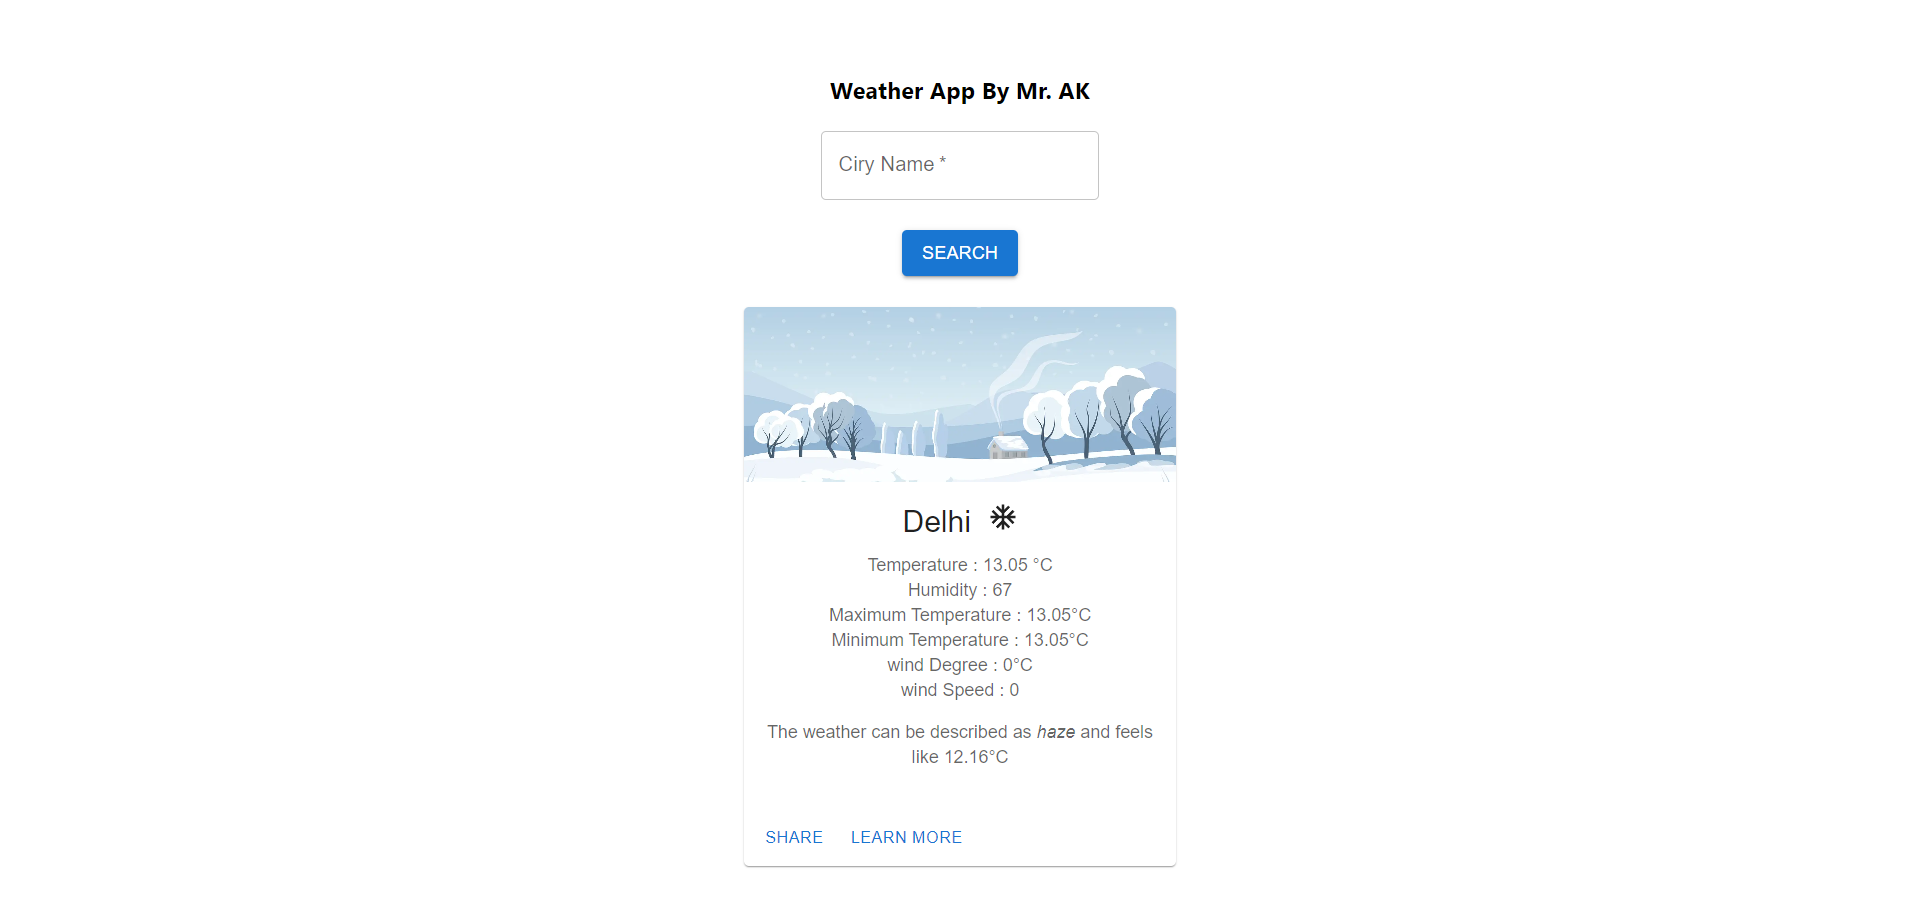 Weather App By Mr. AK
Ciry Name *
SEARCH
Delhi
Temperature : 13.05 °C
Humidity : 67
Maximum Temperature : 13.05°C
Minimum Temperature : 13.05°C
wind Degree : 0°C
wind Speed : 0
The weather can be described as haze and feels
like 12.16°C
SHARE LEARN MORE